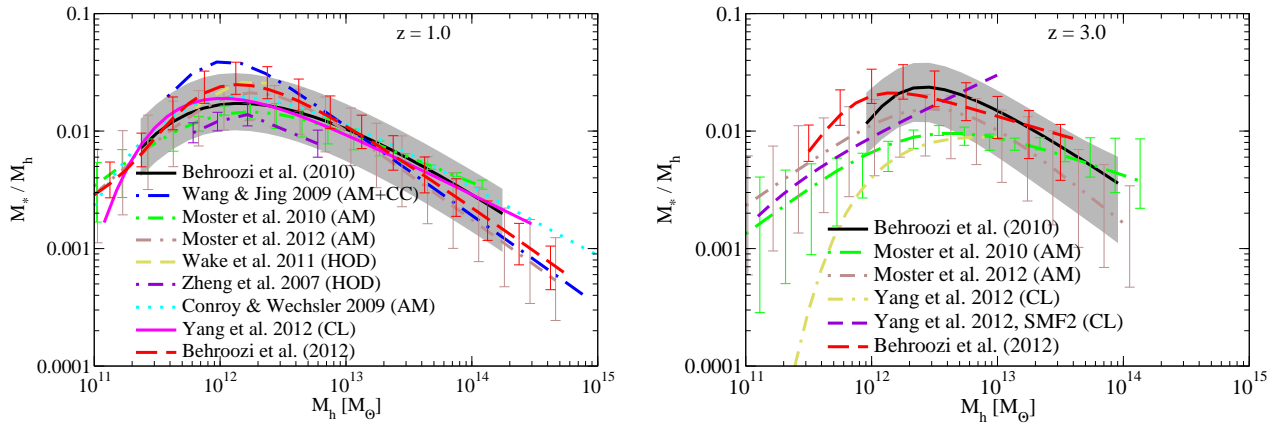 z = 1.0
0.1
0.01
0.001
0.0001
M* / Mh
Behroozi et al. (2010)
Wang & Jing 2009 (AM+CC)
Moster et al. 2010 (AM)
Moster et al. 2012 (AM)
Wake et al. 2011 (HOD)
Zheng et al. 2007 (HOD)
Conroy & Wechsler 2009 (AM)
Yang et al. 2012 (CL)
Behroozi et al. (2012)
10^11 10^12 10^13 10^14 10^15
Mh [M⊙]
z = 3.0
0.1
0.01
0.001
0.0001
M* / Mh
Behroozi et al. (2010)
Moster et al. 2010 (AM)
Moster et al. 2012 (AM)
Yang et al. 2012 (CL)
Yang et al. 2012, SMF2 (CL)
Behroozi et al. (2012)
10^11 10^12 10^13 10^14 10^15
Mh [M⊙]